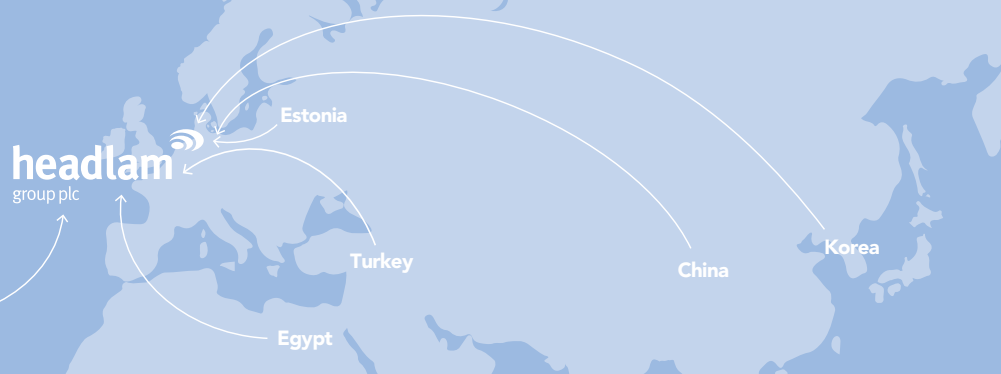 Estonia
headlam
group plc
Turkey
China
Korea
Egypt